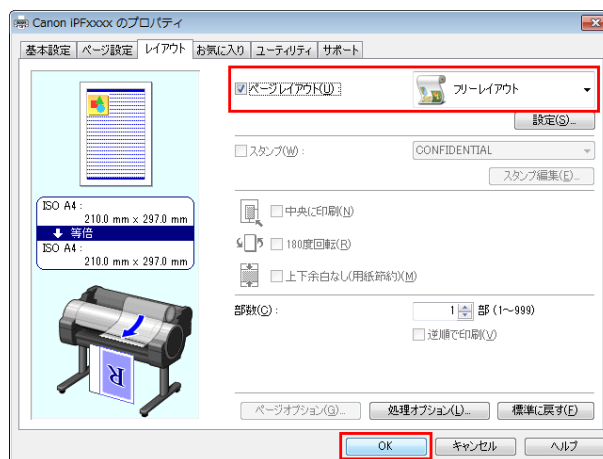 Canon iPFxxxx のプロパティ
基本設定 ページ設定 レイアウト お気に入り ユーティリティ サポート
ページレイアウト(U) : フリーレイアウト
設定(S)...
スタンプ(W) : CONFIDENTIAL
スタンプ編集(E)...
ISO A4 :
210.0 mm x 297.0 mm
等倍
ISO A4 :
210.0 mm x 297.0 mm
中央に印刷(N)
180度回転(R)
上下余白なし(用紙節約)(M)
部数(C) : 1 部 (1~999)
逆順で印刷(V)
R
ページオプション(G)... 処理オプション(L)... 標準に戻す(F)
OK キャンセル ヘルプ